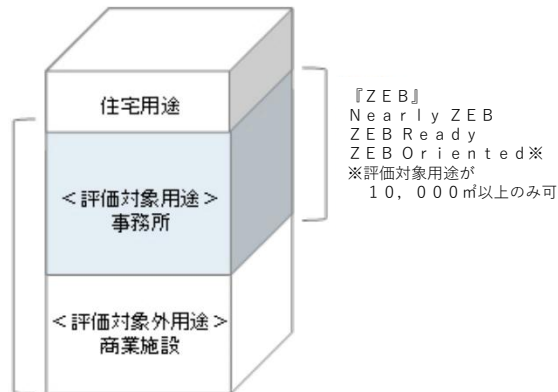 住宅用途
＜評価対象用途＞
事務所
＜評価対象外用途＞
商業施設
『ＺＥＢ』
Ｎｅａｒｌｙ ＺＥＢ
ＺＥＢ Ｒｅａｄｙ
ＺＥＢ Ｏｒｉｅｎｔｅｄ※
※評価対象用途が
１０，０００㎡以上のみ可